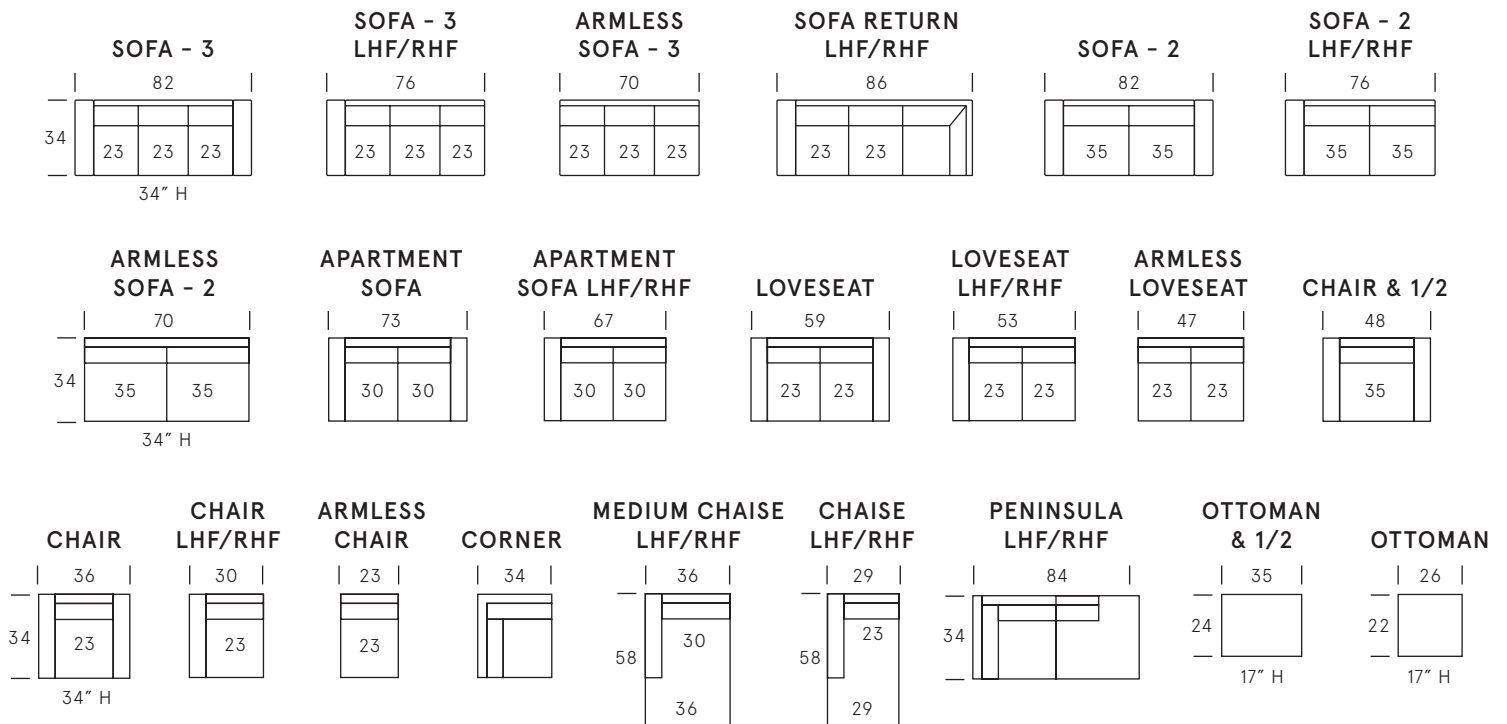 SOFA - 3
SOFA - 3
LHF/RHF
ARMLESS
SOFA - 3
SOFA RETURN
LHF/RHF
SOFA - 2
SOFA - 2
LHF/RHF
82
76
70
86
82
76
34
23 23 23
23 23 23
23 23 23
23 23
35 35
35 35
34" H
ARMLESS
SOFA - 2
APARTMENT
SOFA
APARTMENT
SOFA LHF/RHF
LOVESEAT
LOVESEAT
LHF/RHF
ARMLESS
LOVESEAT
CHAIR & 1/2
70
73
67
59
53
47
48
34
35 35
30 30
30 30
23 23
23 23
23 23
35
34" H
CHAIR
CHAIR
LHF/RHF
ARMLESS
CHAIR
CORNER
MEDIUM CHAISE
LHF/RHF
CHAISE
LHF/RHF
PENINSULA
LHF/RHF
OTTOMAN
& 1/2
OTTOMAN
36
30
23
34
36
29
84
35
26
34
23
23
23
58
30
36
58
23
29
34
24
22
34" H
17" H
17" H